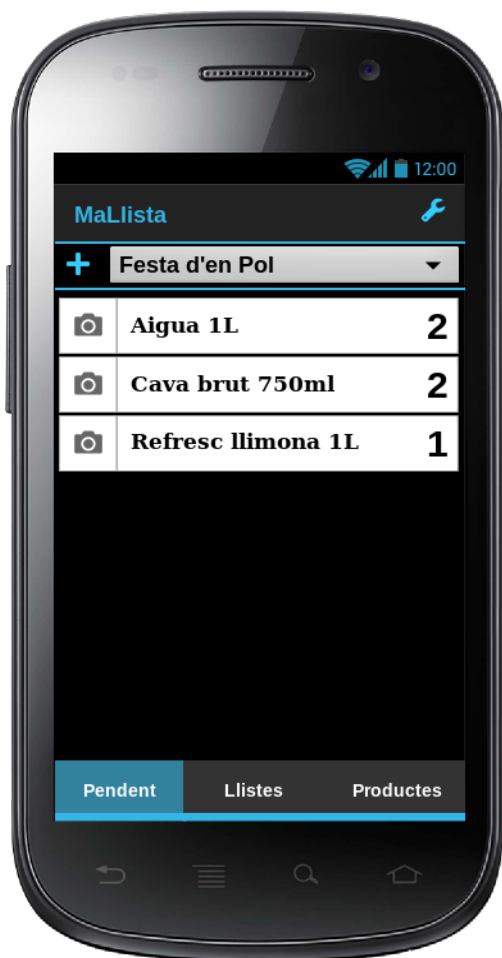 12:00
MaLlista
Festa d'en Pol
Aigua 1L 2
Cava brut 750ml 2
Refresc llimona 1L 1
Pendent Llistes Productes